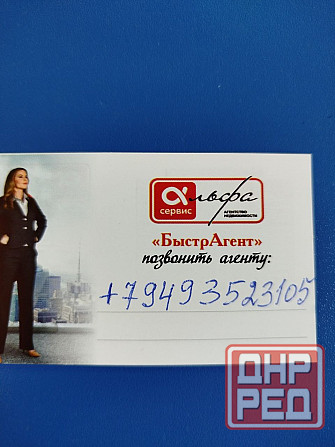 альфа
сервис
АГЕНТСТВО
НЕДВИЖИМОСТИ
«БыстрАгент»
позвонить агенту:
+79493523105
ДНР
РЕД